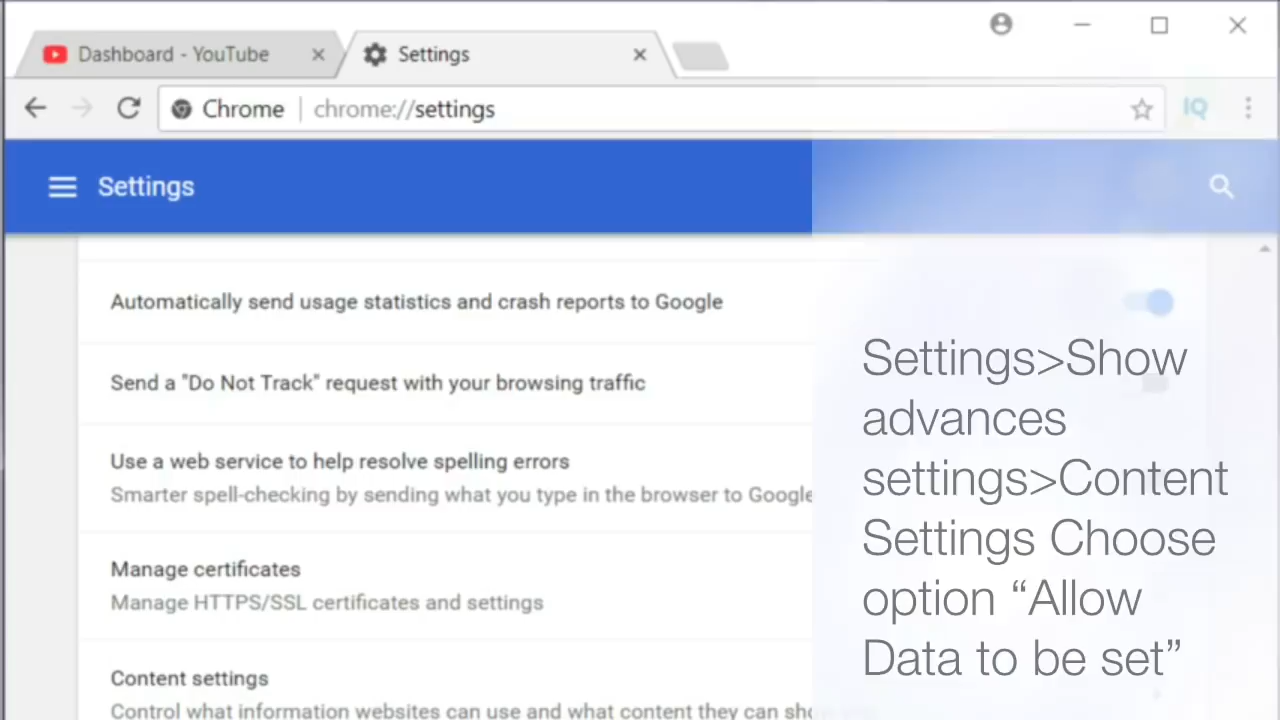 Dashboard - YouTube
Settings
Chrome
chrome://settings
IQ
Settings
Automatically send usage statistics and crash reports to Google
Send a "Do Not Track" request with your browsing traffic
Use a web service to help resolve spelling errors
Smarter spell-checking by sending what you type in the browser to Google
Manage certificates
Manage HTTPS/SSL certificates and settings
Content settings
Control what information websites can use and what content they can show
Settings>Show
advances
settings>Content
Settings Choose
option “Allow
Data to be set”